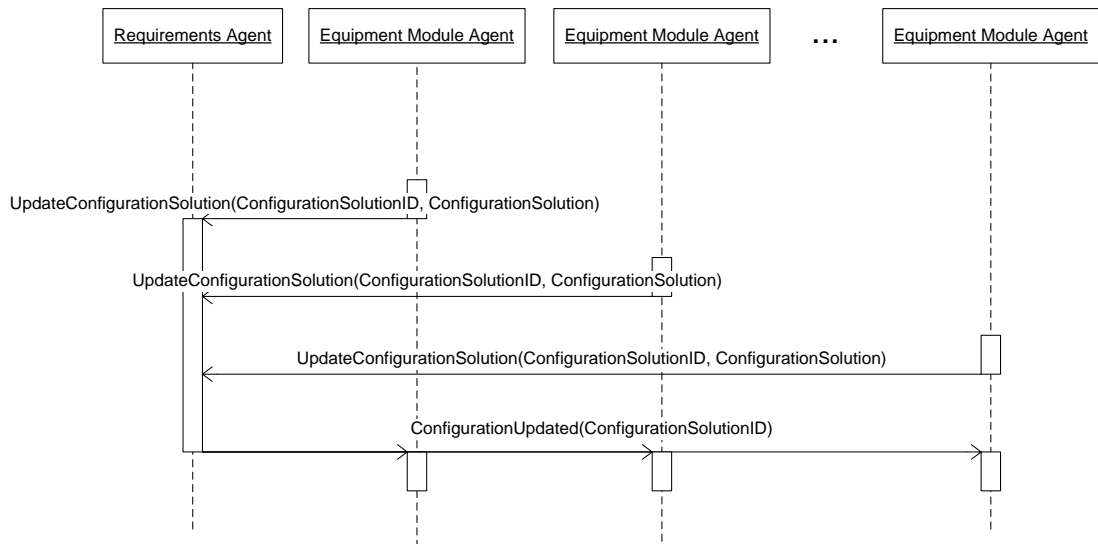 Requirements Agent
Equipment Module Agent
Equipment Module Agent
...
Equipment Module Agent
UpdateConfigurationSolution(ConfigurationSolutionID, ConfigurationSolution)
UpdateConfigurationSolution(ConfigurationSolutionID, ConfigurationSolution)
UpdateConfigurationSolution(ConfigurationSolutionID, ConfigurationSolution)
ConfigurationUpdated(ConfigurationSolutionID)